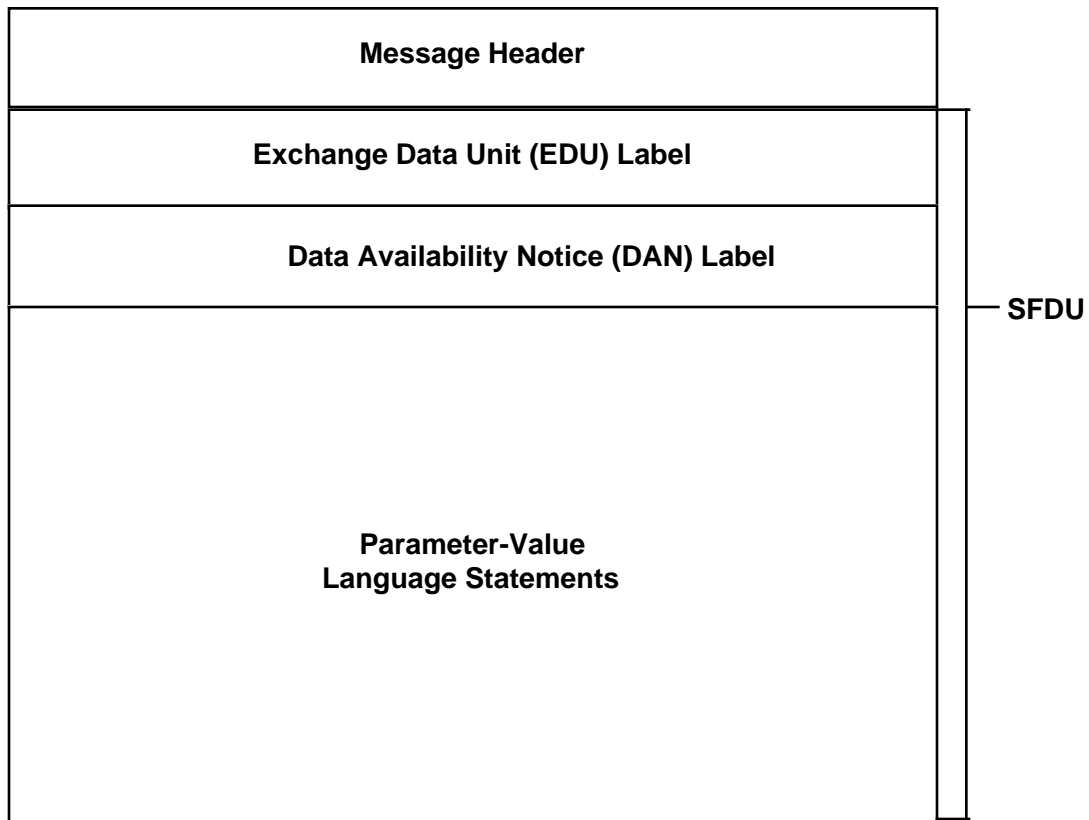 Message Header
Exchange Data Unit (EDU) Label
Data Availability Notice (DAN) Label
SFDU
Parameter-Value
Language Statements